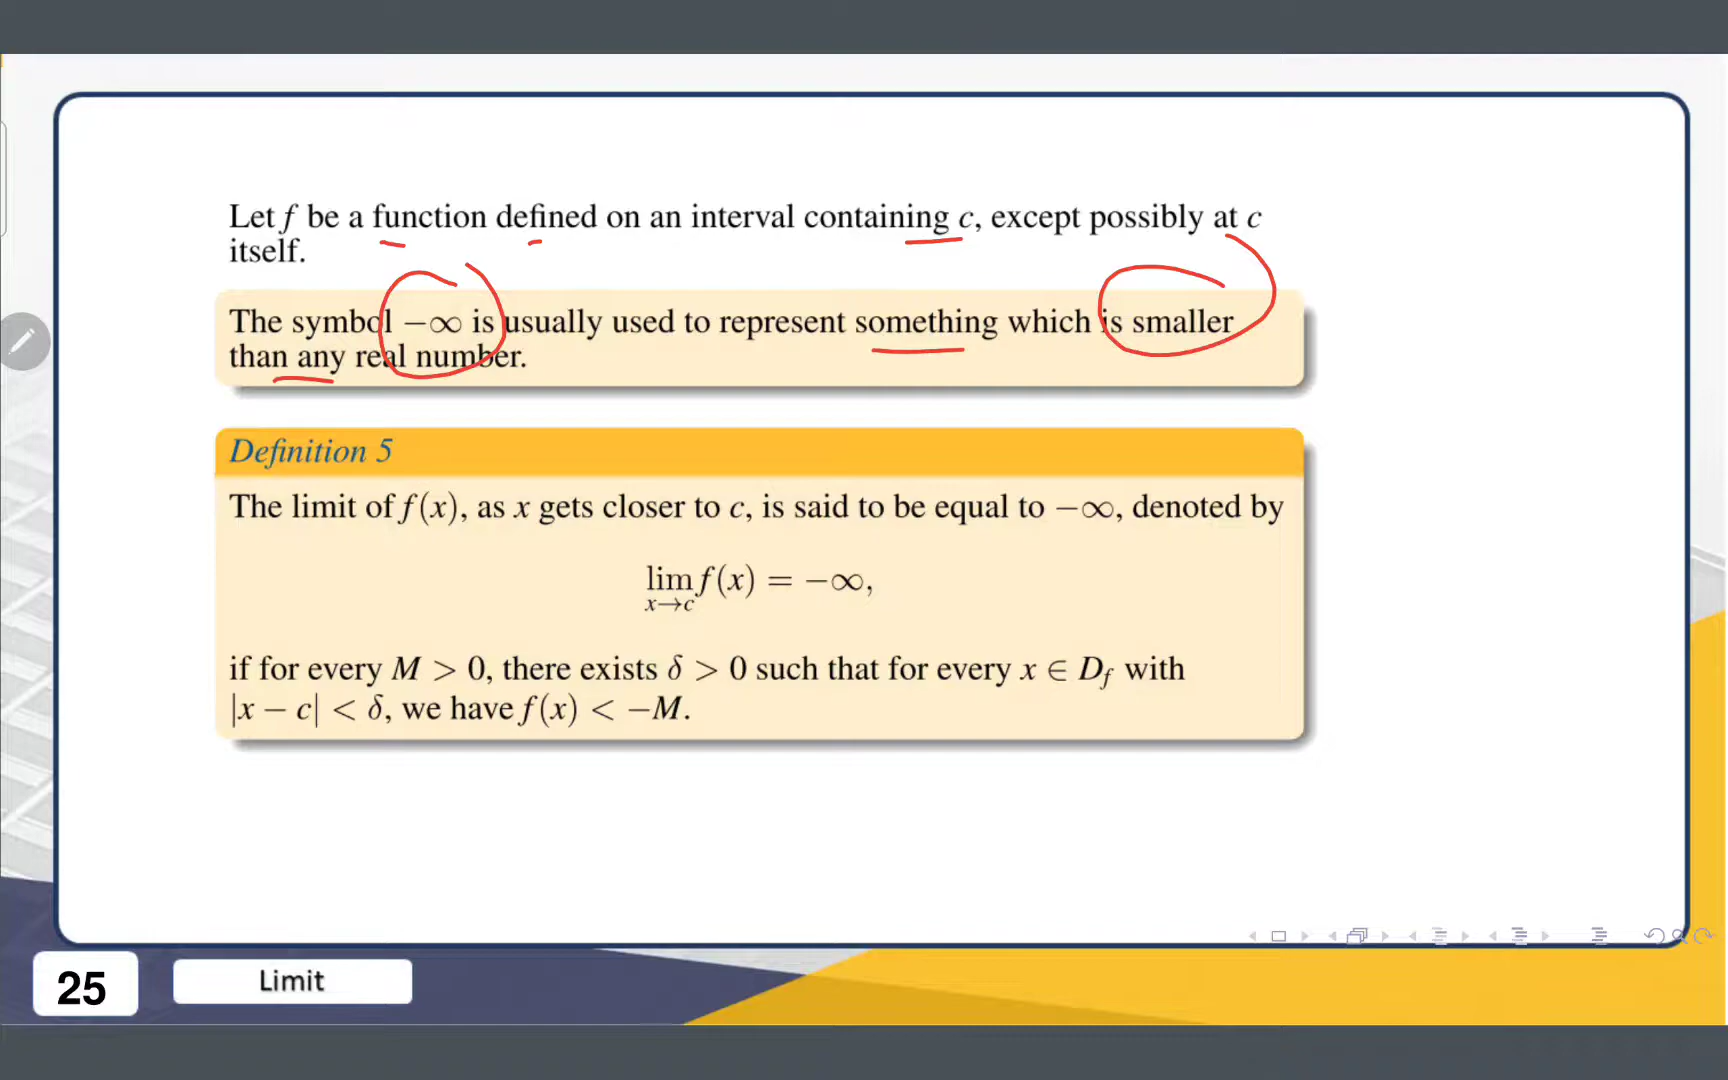 Let f be a function defined on an interval containing c, except possibly at c
itself.
The symbol −∞ is usually used to represent something which is smaller
than any real number.
Definition 5
The limit of f(x), as x gets closer to c, is said to be equal to −∞, denoted by
lim f(x) = −∞,
x→c
if for every M > 0, there exists δ > 0 such that for every x ∈ D_f with
|x − c| < δ, we have f(x) < −M.
25
Limit